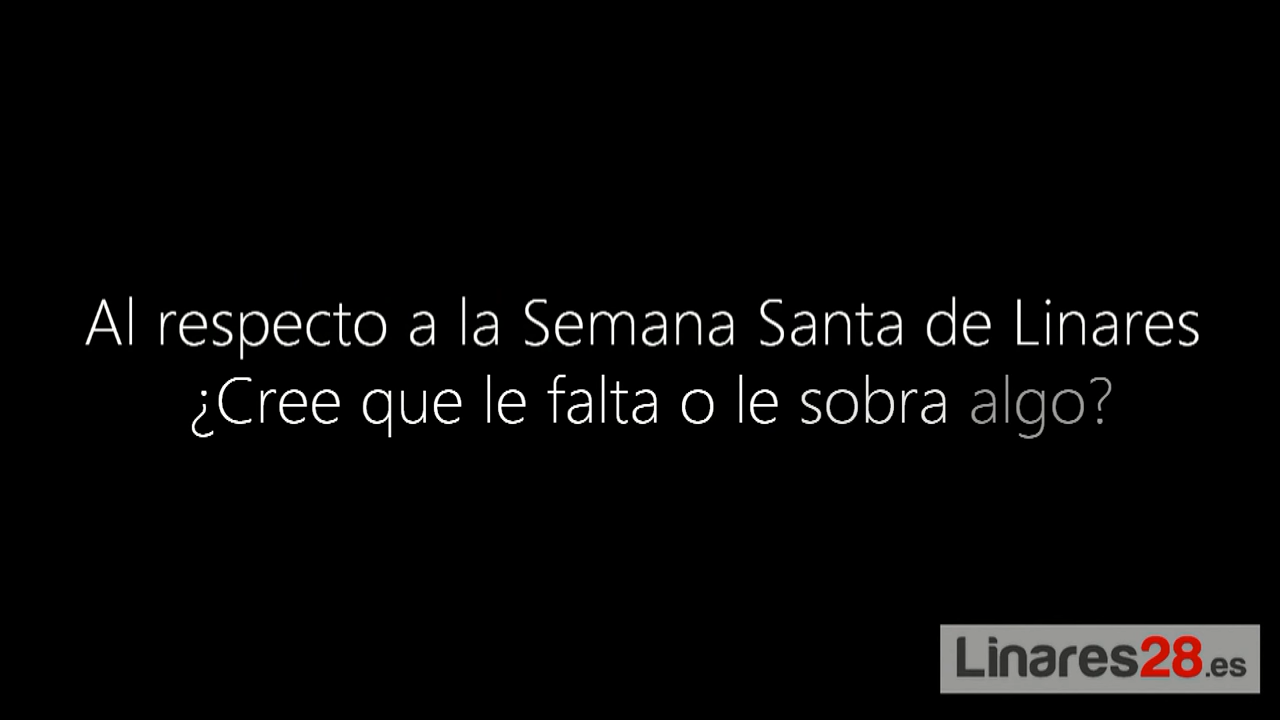 Al respecto a la Semana Santa de Linares
¿Cree que le falta o le sobra algo?
Linares28.es